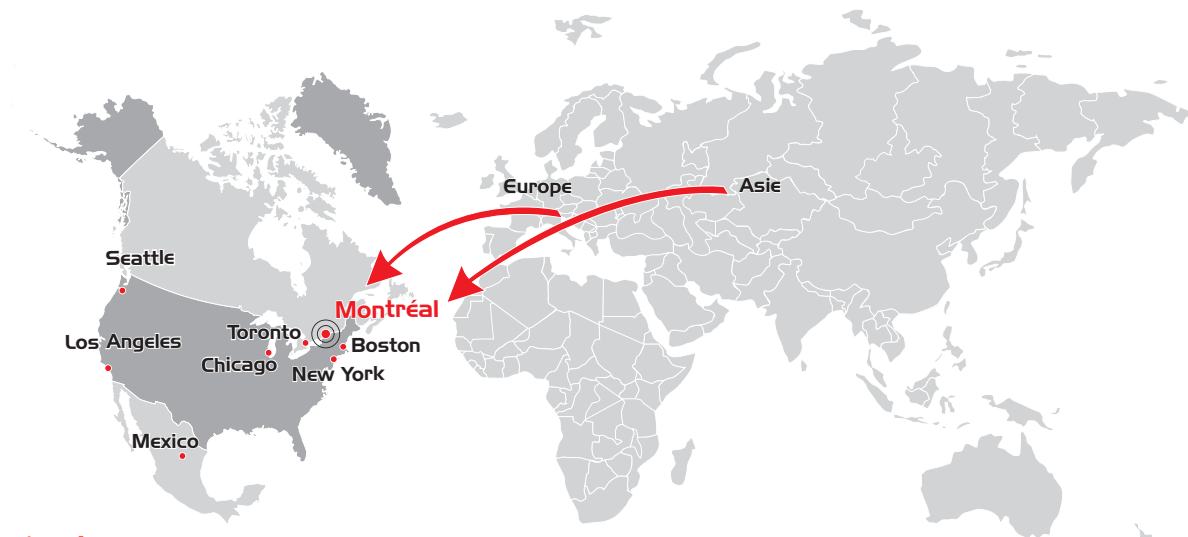 Europe
Asie
Seattle
Montréal
Toronto
Los Angeles
Boston
Chicago
New York
Mexico